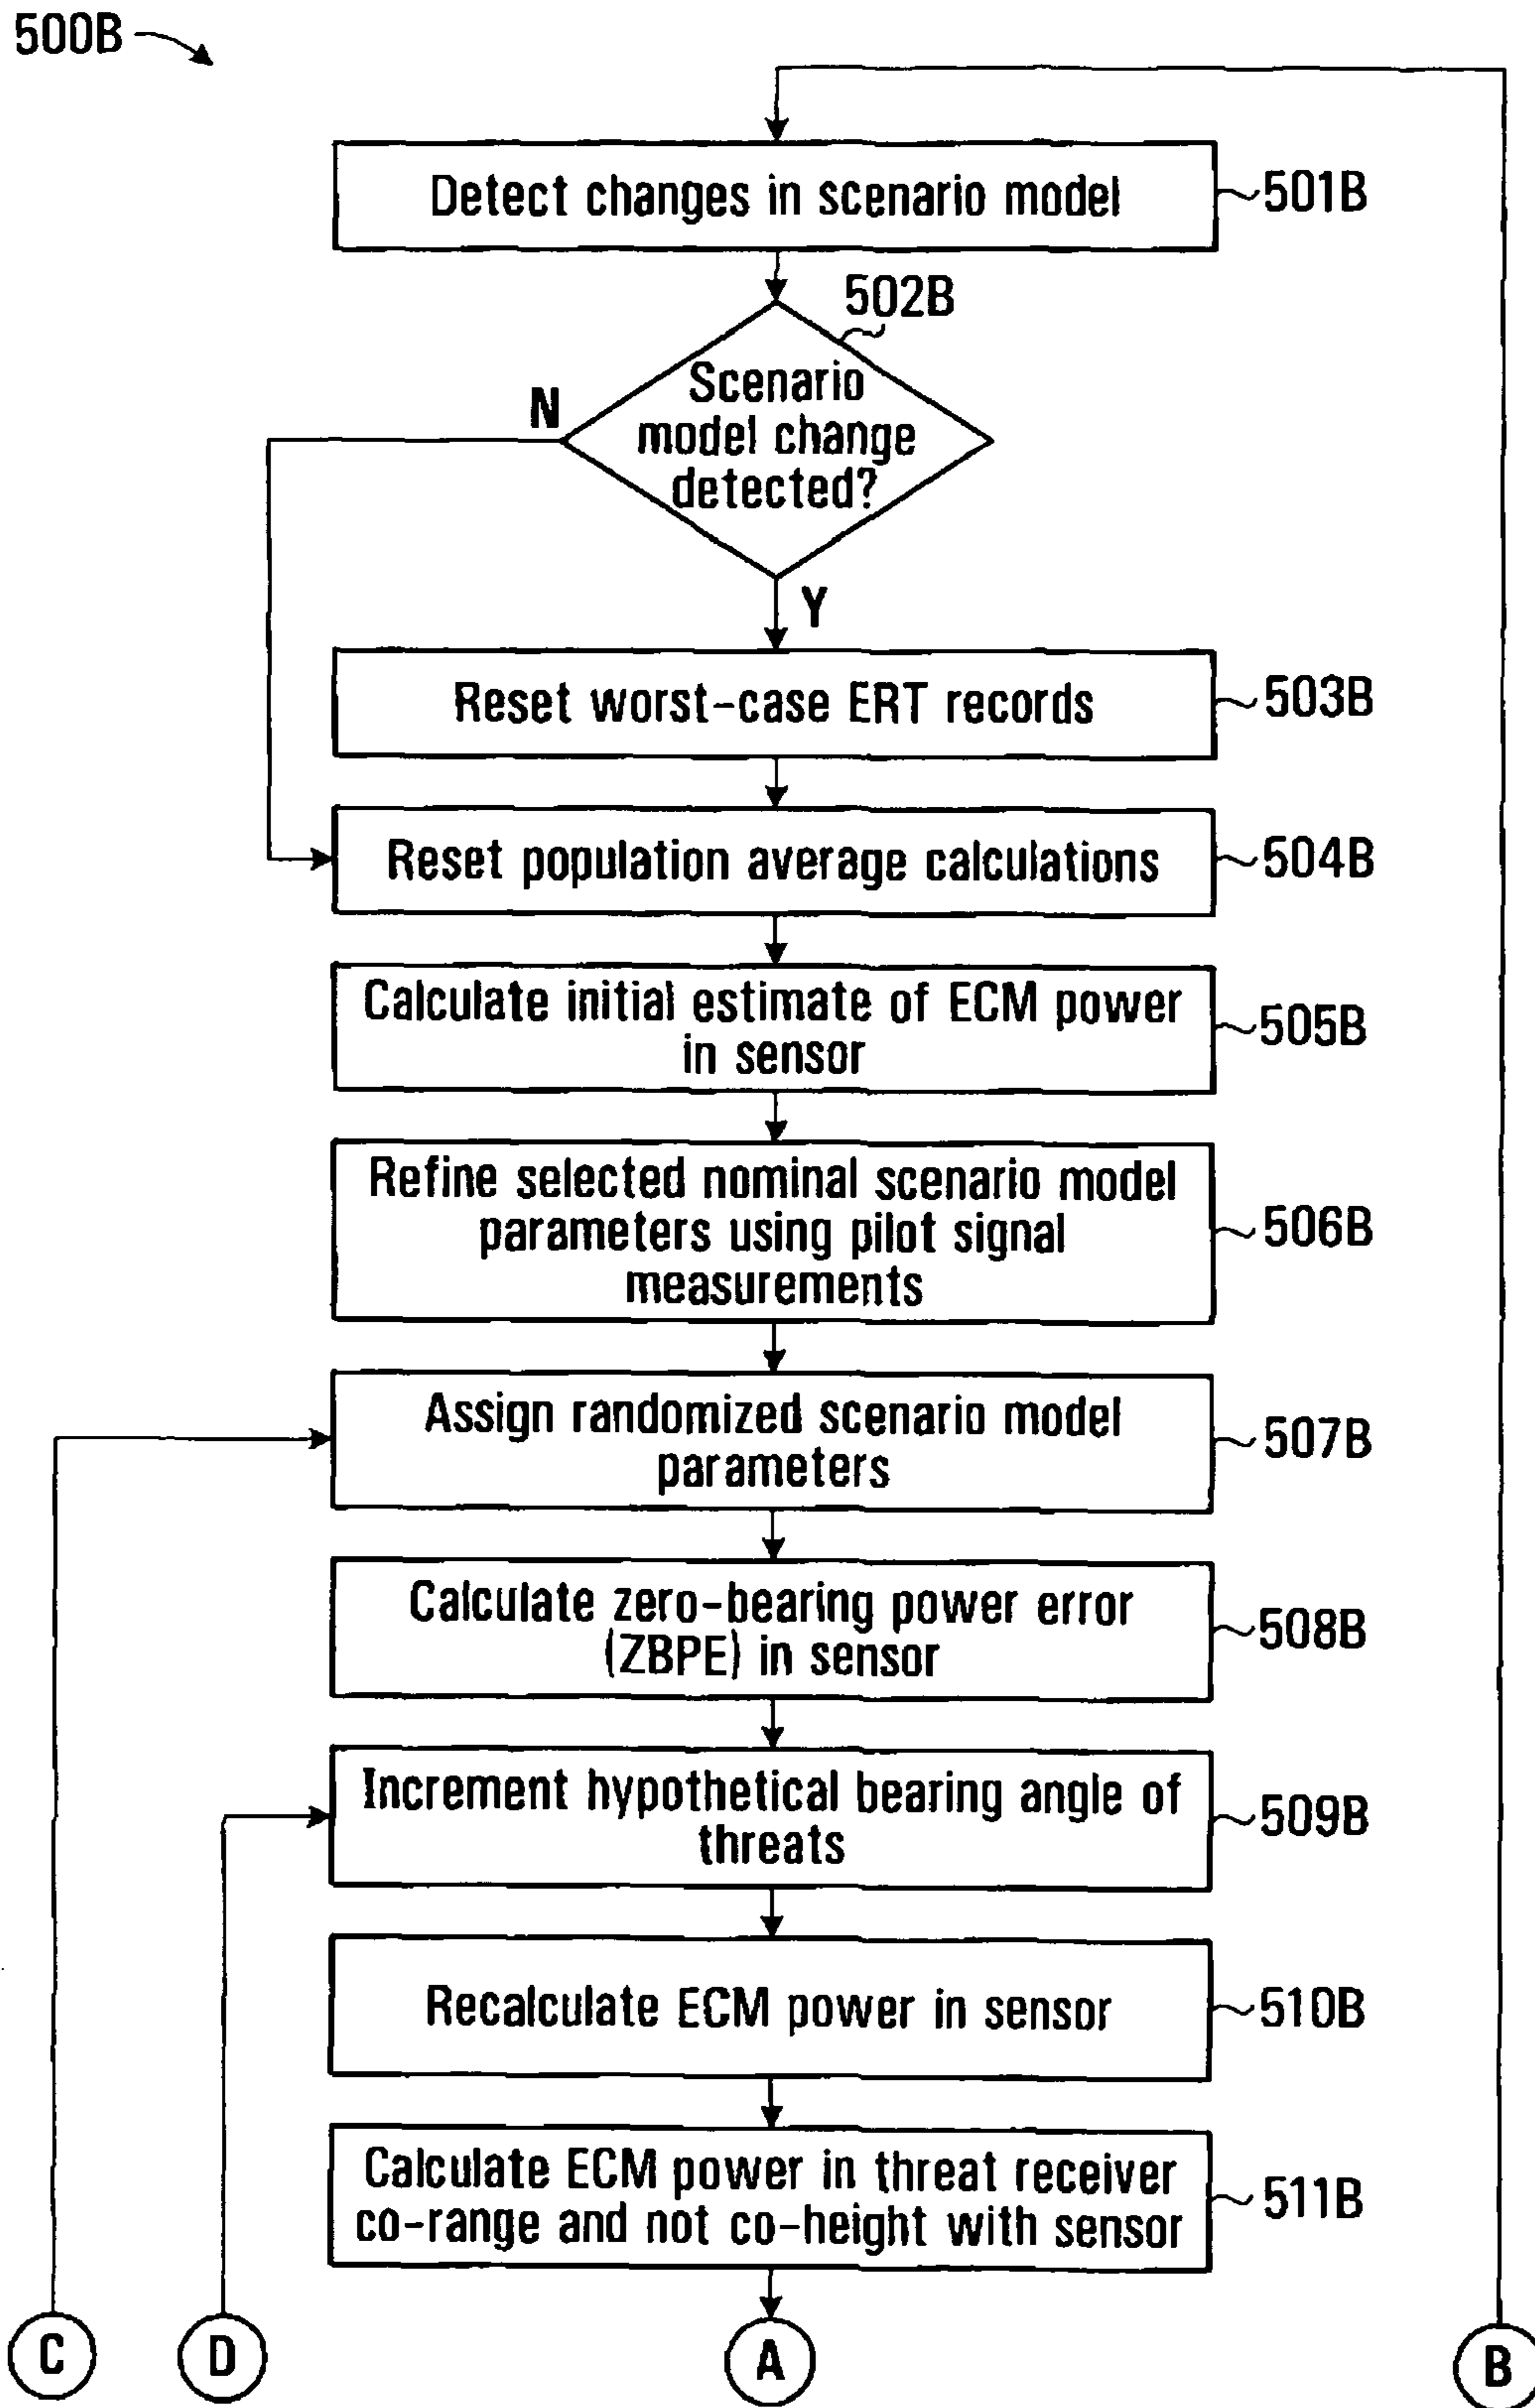 500B
Detect changes in scenario model
501B
502B
Scenario
model change
detected?
N
Y
Reset worst-case ERT records
503B
Reset population average calculations
504B
Calculate initial estimate of ECM power
in sensor
505B
Refine selected nominal scenario model
parameters using pilot signal
measurements
506B
Assign randomized scenario model
parameters
507B
Calculate zero-bearing power error
(ZBPE) in sensor
508B
Increment hypothetical bearing angle of
threats
509B
Recalculate ECM power in sensor
510B
Calculate ECM power in threat receiver
co-range and not co-height with sensor
511B
C
D
A
B